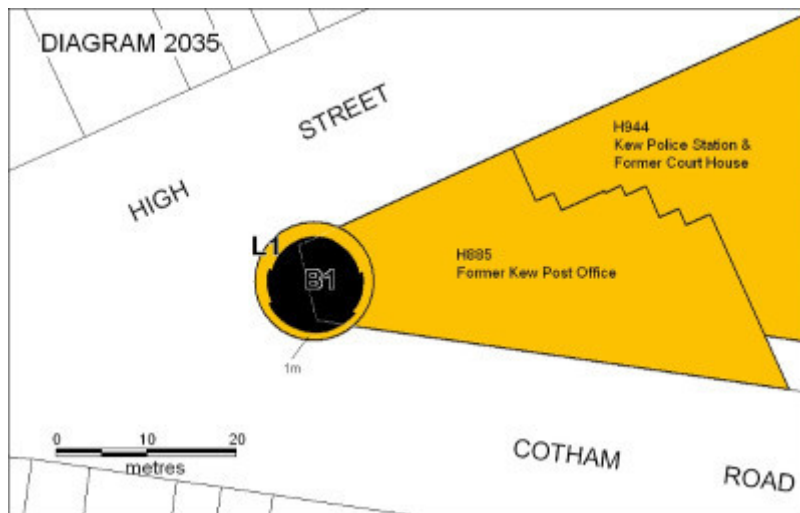 DIAGRAM 2035
HIGH STREET
H944
Kew Police Station &
Former Court House
L1
B1
H885
Former Kew Post Office
1m
0 10 20
metres
COTHAM ROAD